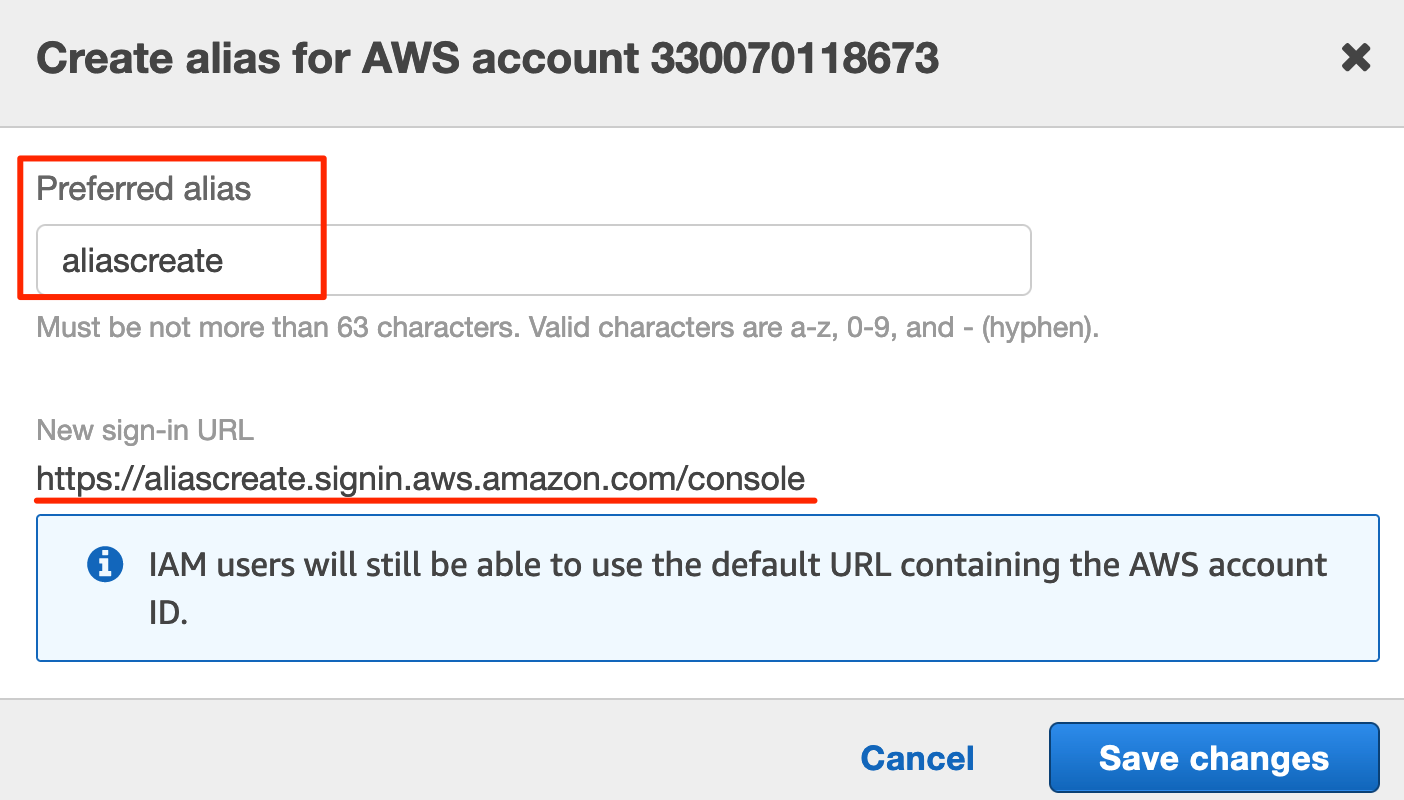 Create alias for AWS account 330070118673
Preferred alias
aliascreate
Must be not more than 63 characters. Valid characters are a-z, 0-9, and - (hyphen).
New sign-in URL
https://aliascreate.signin.aws.amazon.com/console
IAM users will still be able to use the default URL containing the AWS account
ID.
Cancel
Save changes